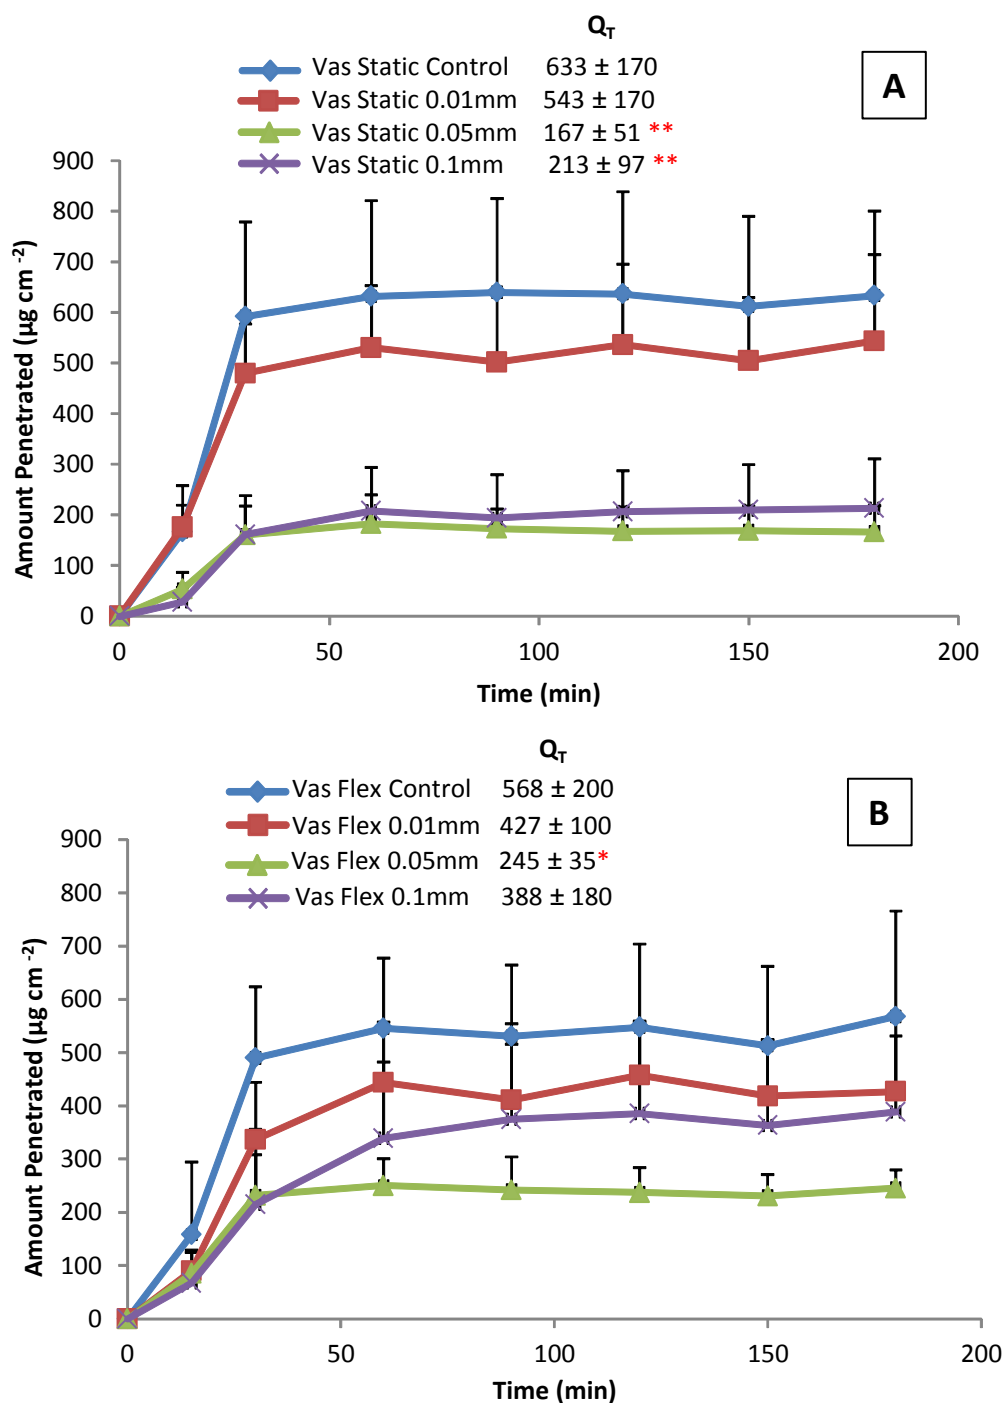 Q_T
Vas Static Control 633 ± 170
Vas Static 0.01mm 543 ± 170
Vas Static 0.05mm 167 ± 51 **
Vas Static 0.1mm 213 ± 97 **
A
900
800
700
600
500
400
300
200
100
0
Amount Penetrated (µg cm⁻²)
0 50 100 150 200
Time (min)
Q_T
Vas Flex Control 568 ± 200
Vas Flex 0.01mm 427 ± 100
Vas Flex 0.05mm 245 ± 35*
Vas Flex 0.1mm 388 ± 180
B
900
800
700
600
500
400
300
200
100
0
Amount Penetrated (µg cm⁻²)
0 50 100 150 200
Time (min)